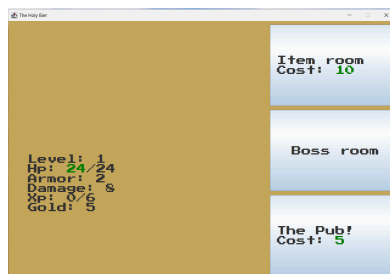 The Holy Bier
Item room
Cost: 10
Boss room
Level: 1
Hp: 24/24
Armor: 2
Damage: 8
Xp: 0/6
Gold: 5
The Pub!
Cost: 5